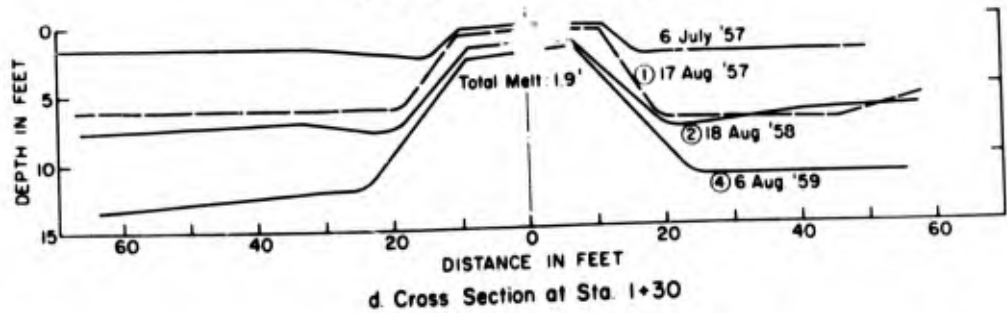 0
5
10
15
DEPTH IN FEET
6 July '57
① 17 Aug '57
Total Melt: 1.9'
② 18 Aug '58
④ 6 Aug '59
60 40 20 0 20 40 60
DISTANCE IN FEET
d. Cross Section at Sta. 1+30